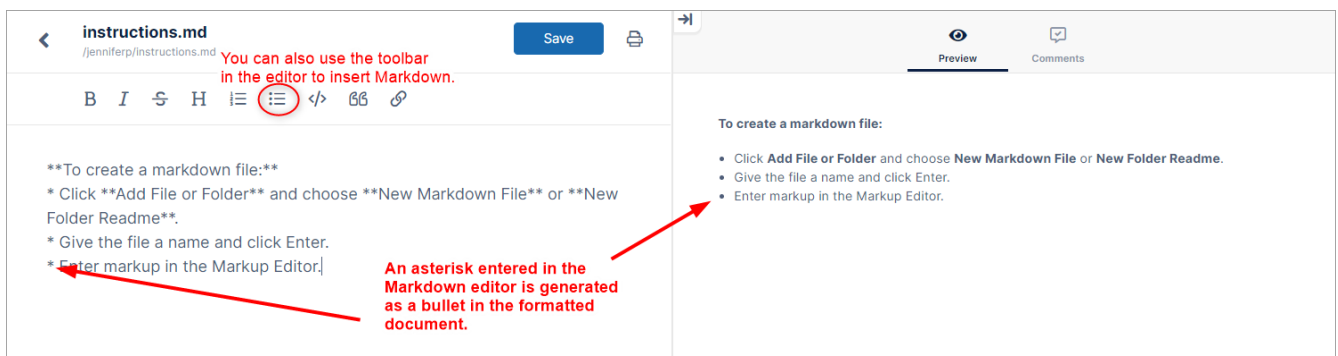 instructions.md
/jenniferp/instructions.md
Save
You can also use the toolbar
in the editor to insert Markdown.
B I S H </>
**To create a markdown file:**
* Click **Add File or Folder** and choose **New Markdown File** or **New
Folder Readme**.
* Give the file a name and click Enter.
* Enter markup in the Markup Editor.
An asterisk entered in the
Markdown editor is generated
as a bullet in the formatted
document.
Preview
Comments
To create a markdown file:
• Click Add File or Folder and choose New Markdown File or New Folder Readme.
• Give the file a name and click Enter.
• Enter markup in the Markup Editor.